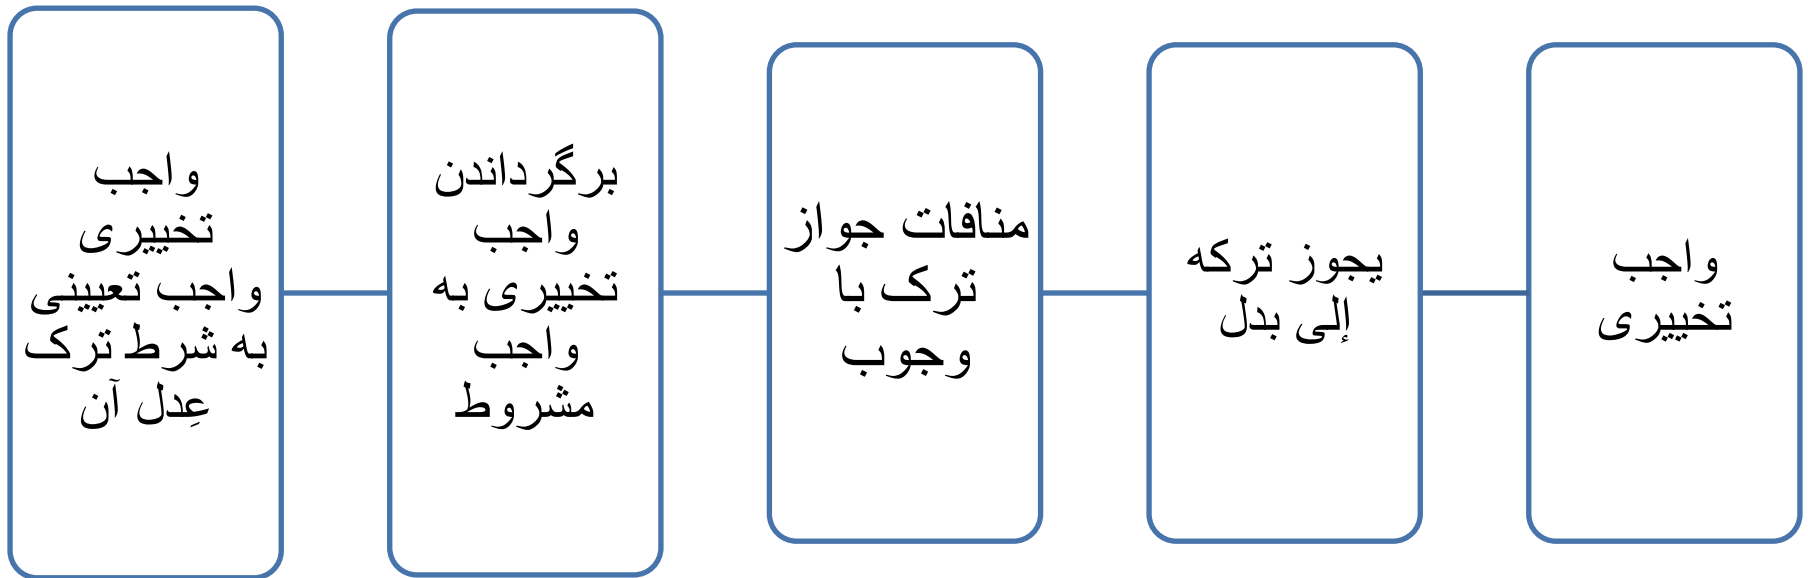 واجب
تخییری
یجوز ترکه
إلی بدل
منافات جواز
ترک با
وجوب
برگرداندن
واجب
تخییری به
واجب
مشروط
واجب
تخییری
واجب تعیینی
به شرط ترک
عِدل آن